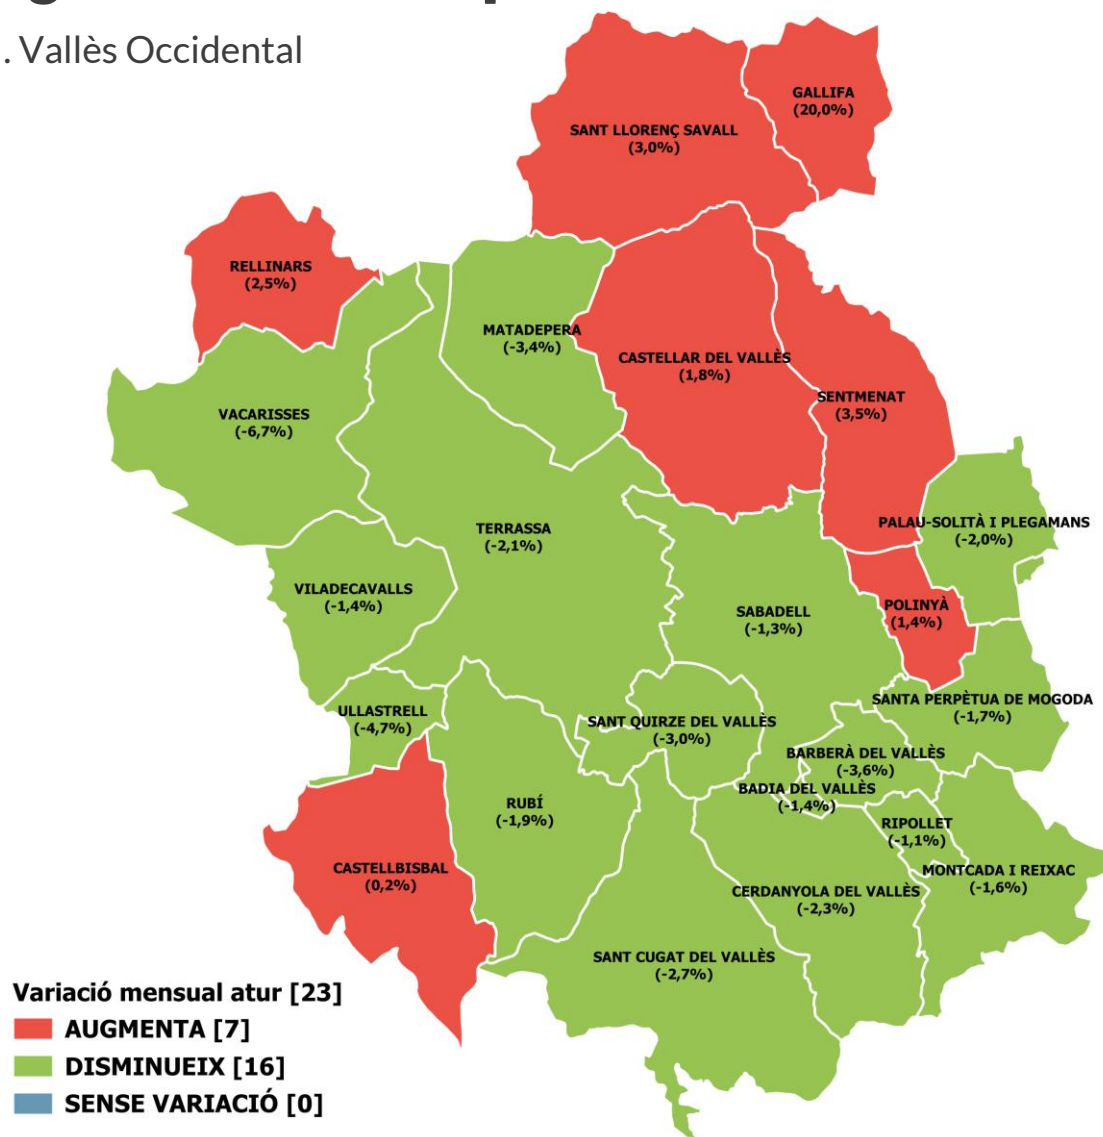 . Vallès Occidental
GALLIFA
(20,0%)
SANT LLORENÇ SAVALL
(3,0%)
RELLINARS
(2,5%)
MATADEPERA
(-3,4%)
CASTELLAR DEL VALLÈS
(1,8%)
SENTMENAT
(3,5%)
VACARISSES
(-6,7%)
TERRASSA
(-2,1%)
PALAU-SOLITÀ I PLEGAMANS
(-2,0%)
VILADECAVALLS
(-1,4%)
SABADELL
(-1,3%)
POLINYÀ
(1,4%)
ULLASTRELL
(-4,7%)
SANT QUIRZE DEL VALLÈS
(-3,0%)
SANTA PERPÈTUA DE MOGODA
(-1,7%)
BARBERÀ DEL VALLÈS
(-3,6%)
BADIA DEL VALLÈS
(-1,4%)
RUBÍ
(-1,9%)
RIPOLLET
(-1,1%)
CASTELLBISBAL
(0,2%)
MONTCADA I REIXAC
(-1,6%)
CERDANYOLA DEL VALLÈS
(-2,3%)
SANT CUGAT DEL VALLÈS
(-2,7%)
Variació mensual atur [23]
AUGMENTA [7]
DISMINUEIX [16]
SENSE VARIACIÓ [0]